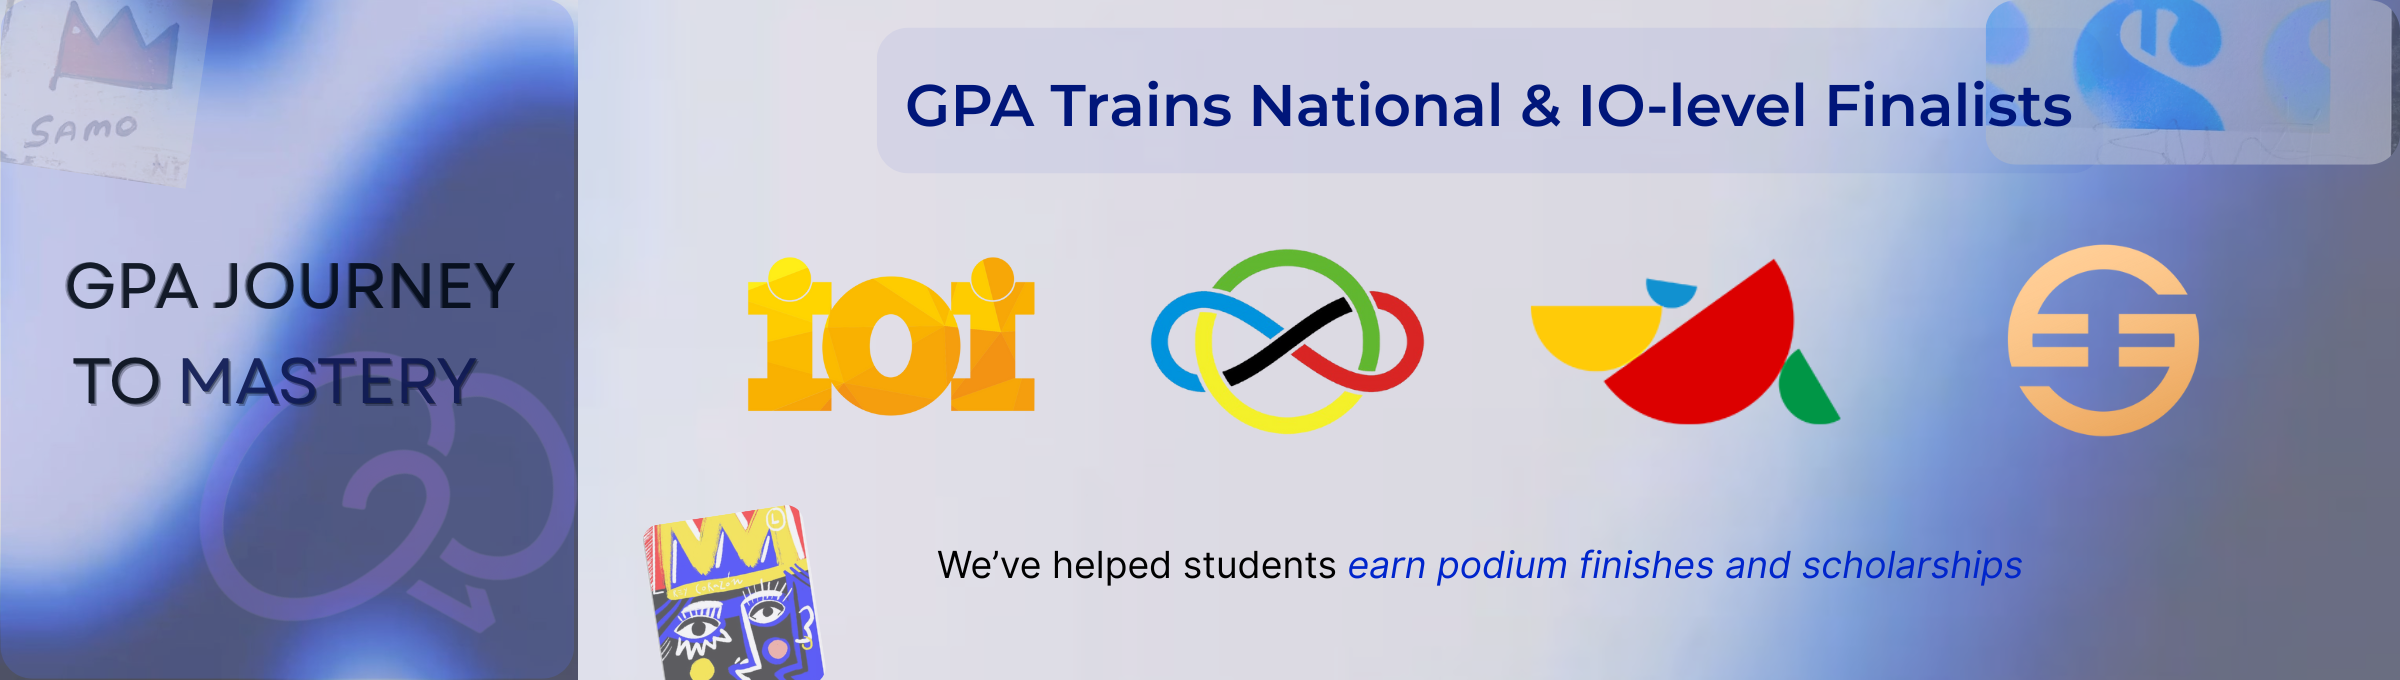 SAMO
NY
GPA JOURNEY
TO MASTERY
GPA Trains National & IO-level Finalists
ioi
L
We've helped students earn podium finishes and scholarships